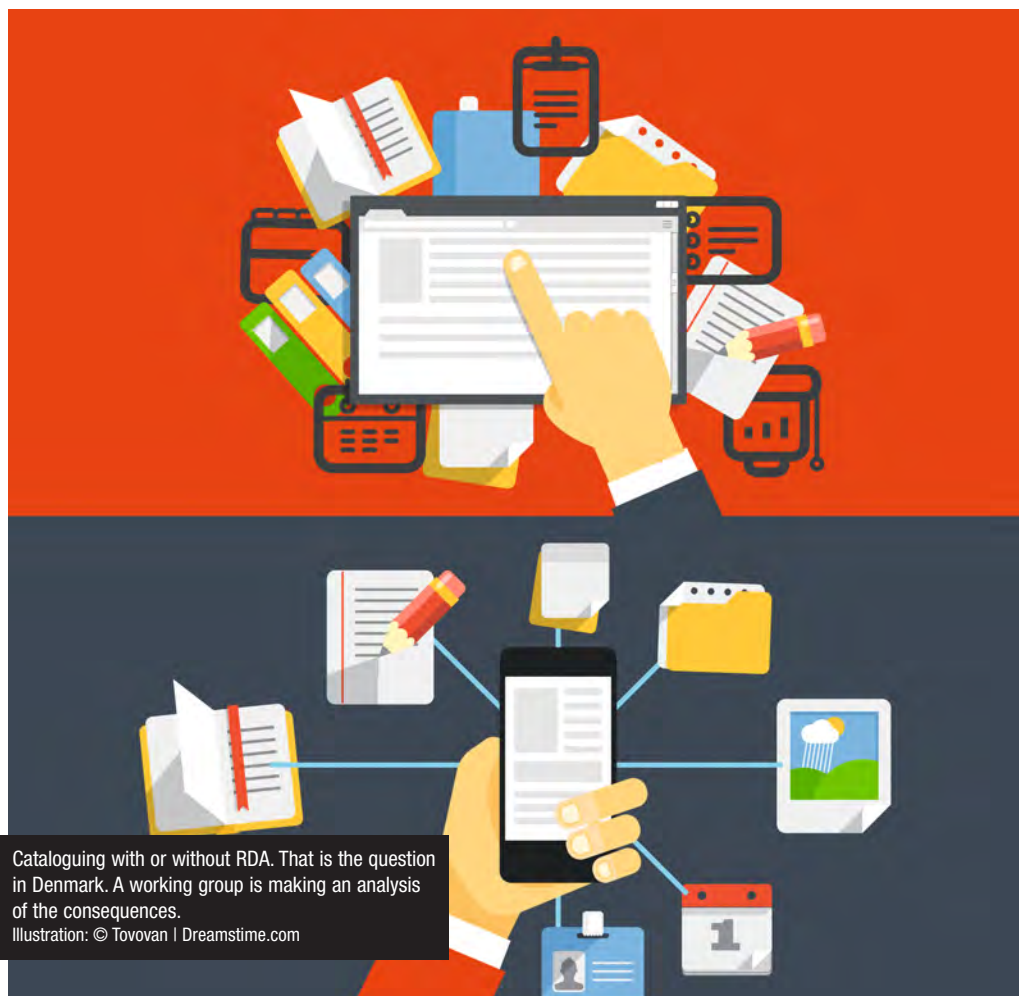 1
Cataloguing with or without RDA. That is the question
in Denmark. A working group is making an analysis
of the consequences.
Illustration: © Tovovan | Dreamstime.com